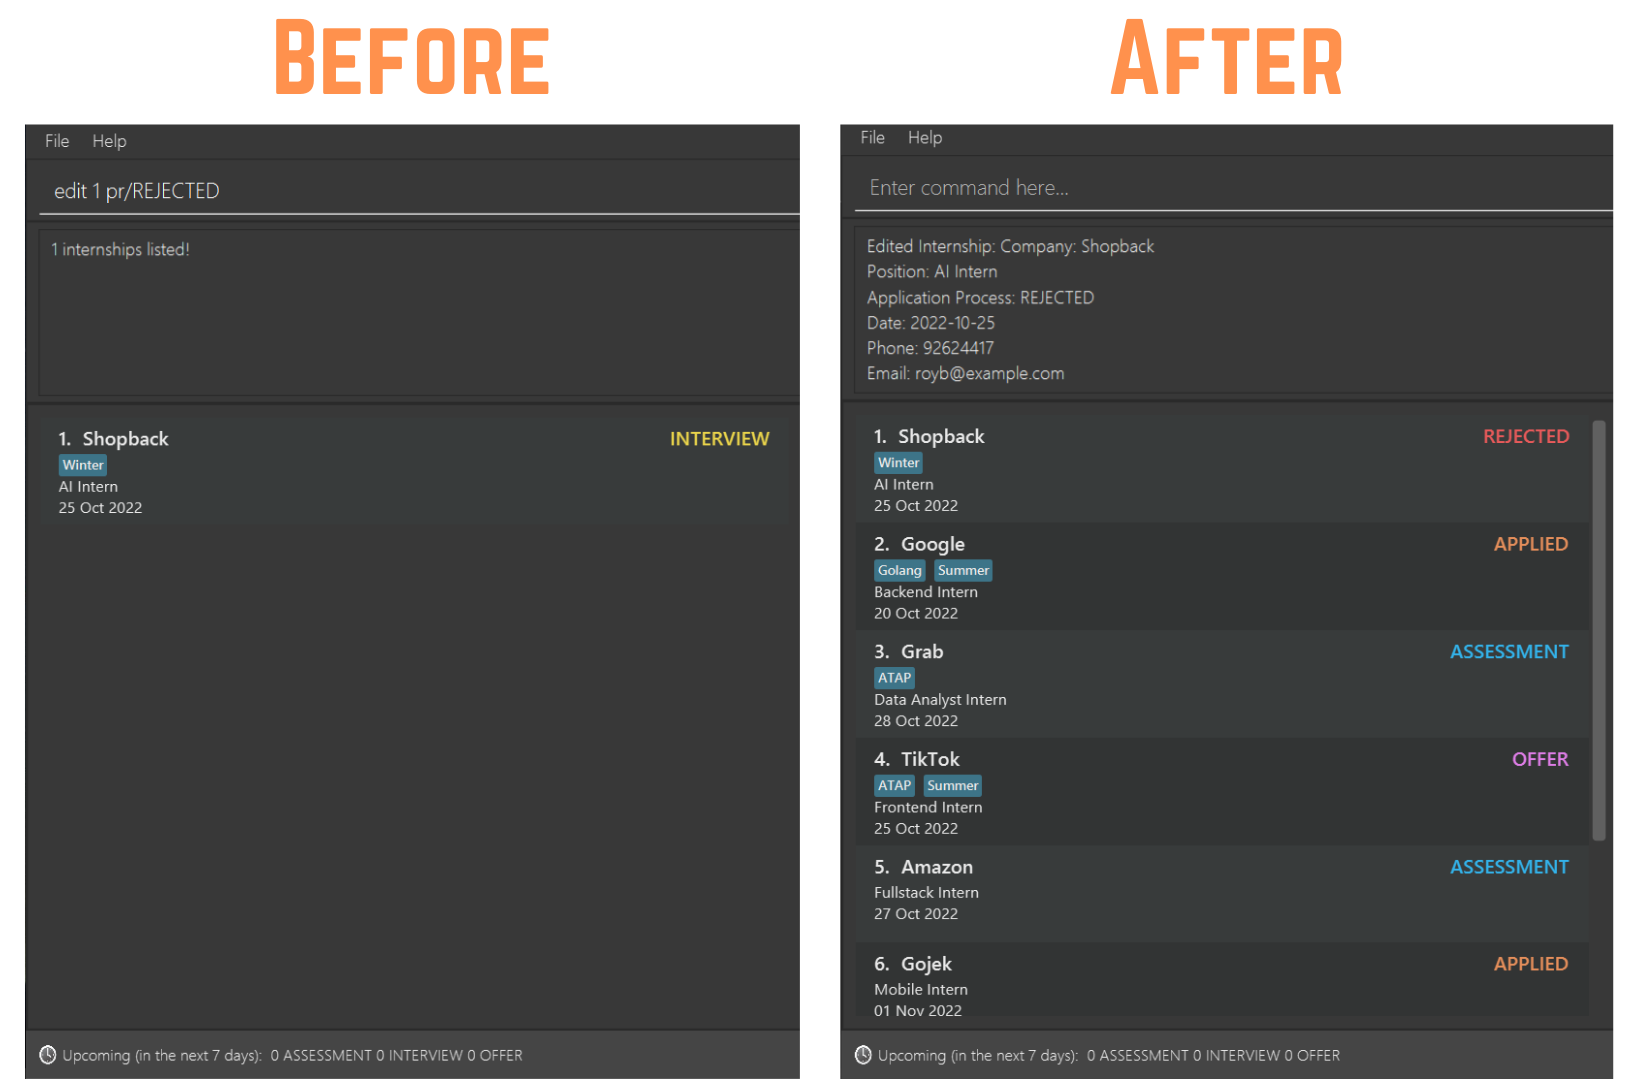 BEFORE
File Help
edit 1 pr/REJECTED
1 internships listed!
1. Shopback INTERVIEW
Winter
AI Intern
25 Oct 2022
Upcoming (in the next 7 days): 0 ASSESSMENT 0 INTERVIEW 0 OFFER
AFTER
File Help
Enter command here...
Edited Internship: Company: Shopback
Position: AI Intern
Application Process: REJECTED
Date: 2022-10-25
Phone: 92624417
Email: royb@example.com
1. Shopback REJECTED
Winter
AI Intern
25 Oct 2022
2. Google APPLIED
Golang Summer
Backend Intern
20 Oct 2022
3. Grab ASSESSMENT
ATAP
Data Analyst Intern
28 Oct 2022
4. TikTok OFFER
ATAP Summer
Frontend Intern
25 Oct 2022
5. Amazon ASSESSMENT
Fullstack Intern
27 Oct 2022
6. Gojek APPLIED
Mobile Intern
01 Nov 2022
Upcoming (in the next 7 days): 0 ASSESSMENT 0 INTERVIEW 0 OFFER